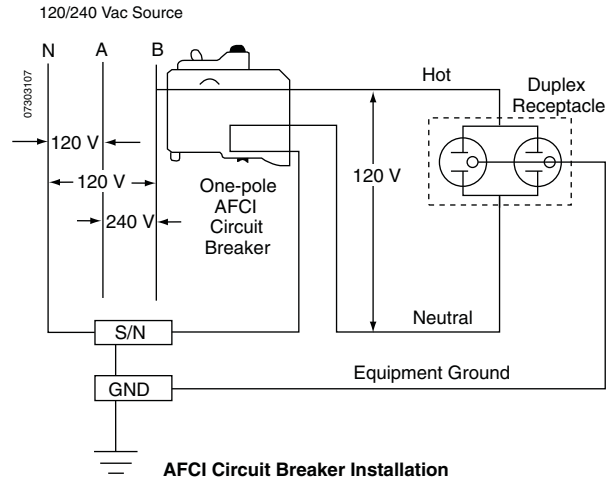 120/240 Vac Source
N A B
07303107
Hot
Duplex
Receptacle
120 V
120 V
240 V
One-pole
AFCI
Circuit
Breaker
120 V
S/N
Neutral
GND
Equipment Ground
AFCI Circuit Breaker Installation